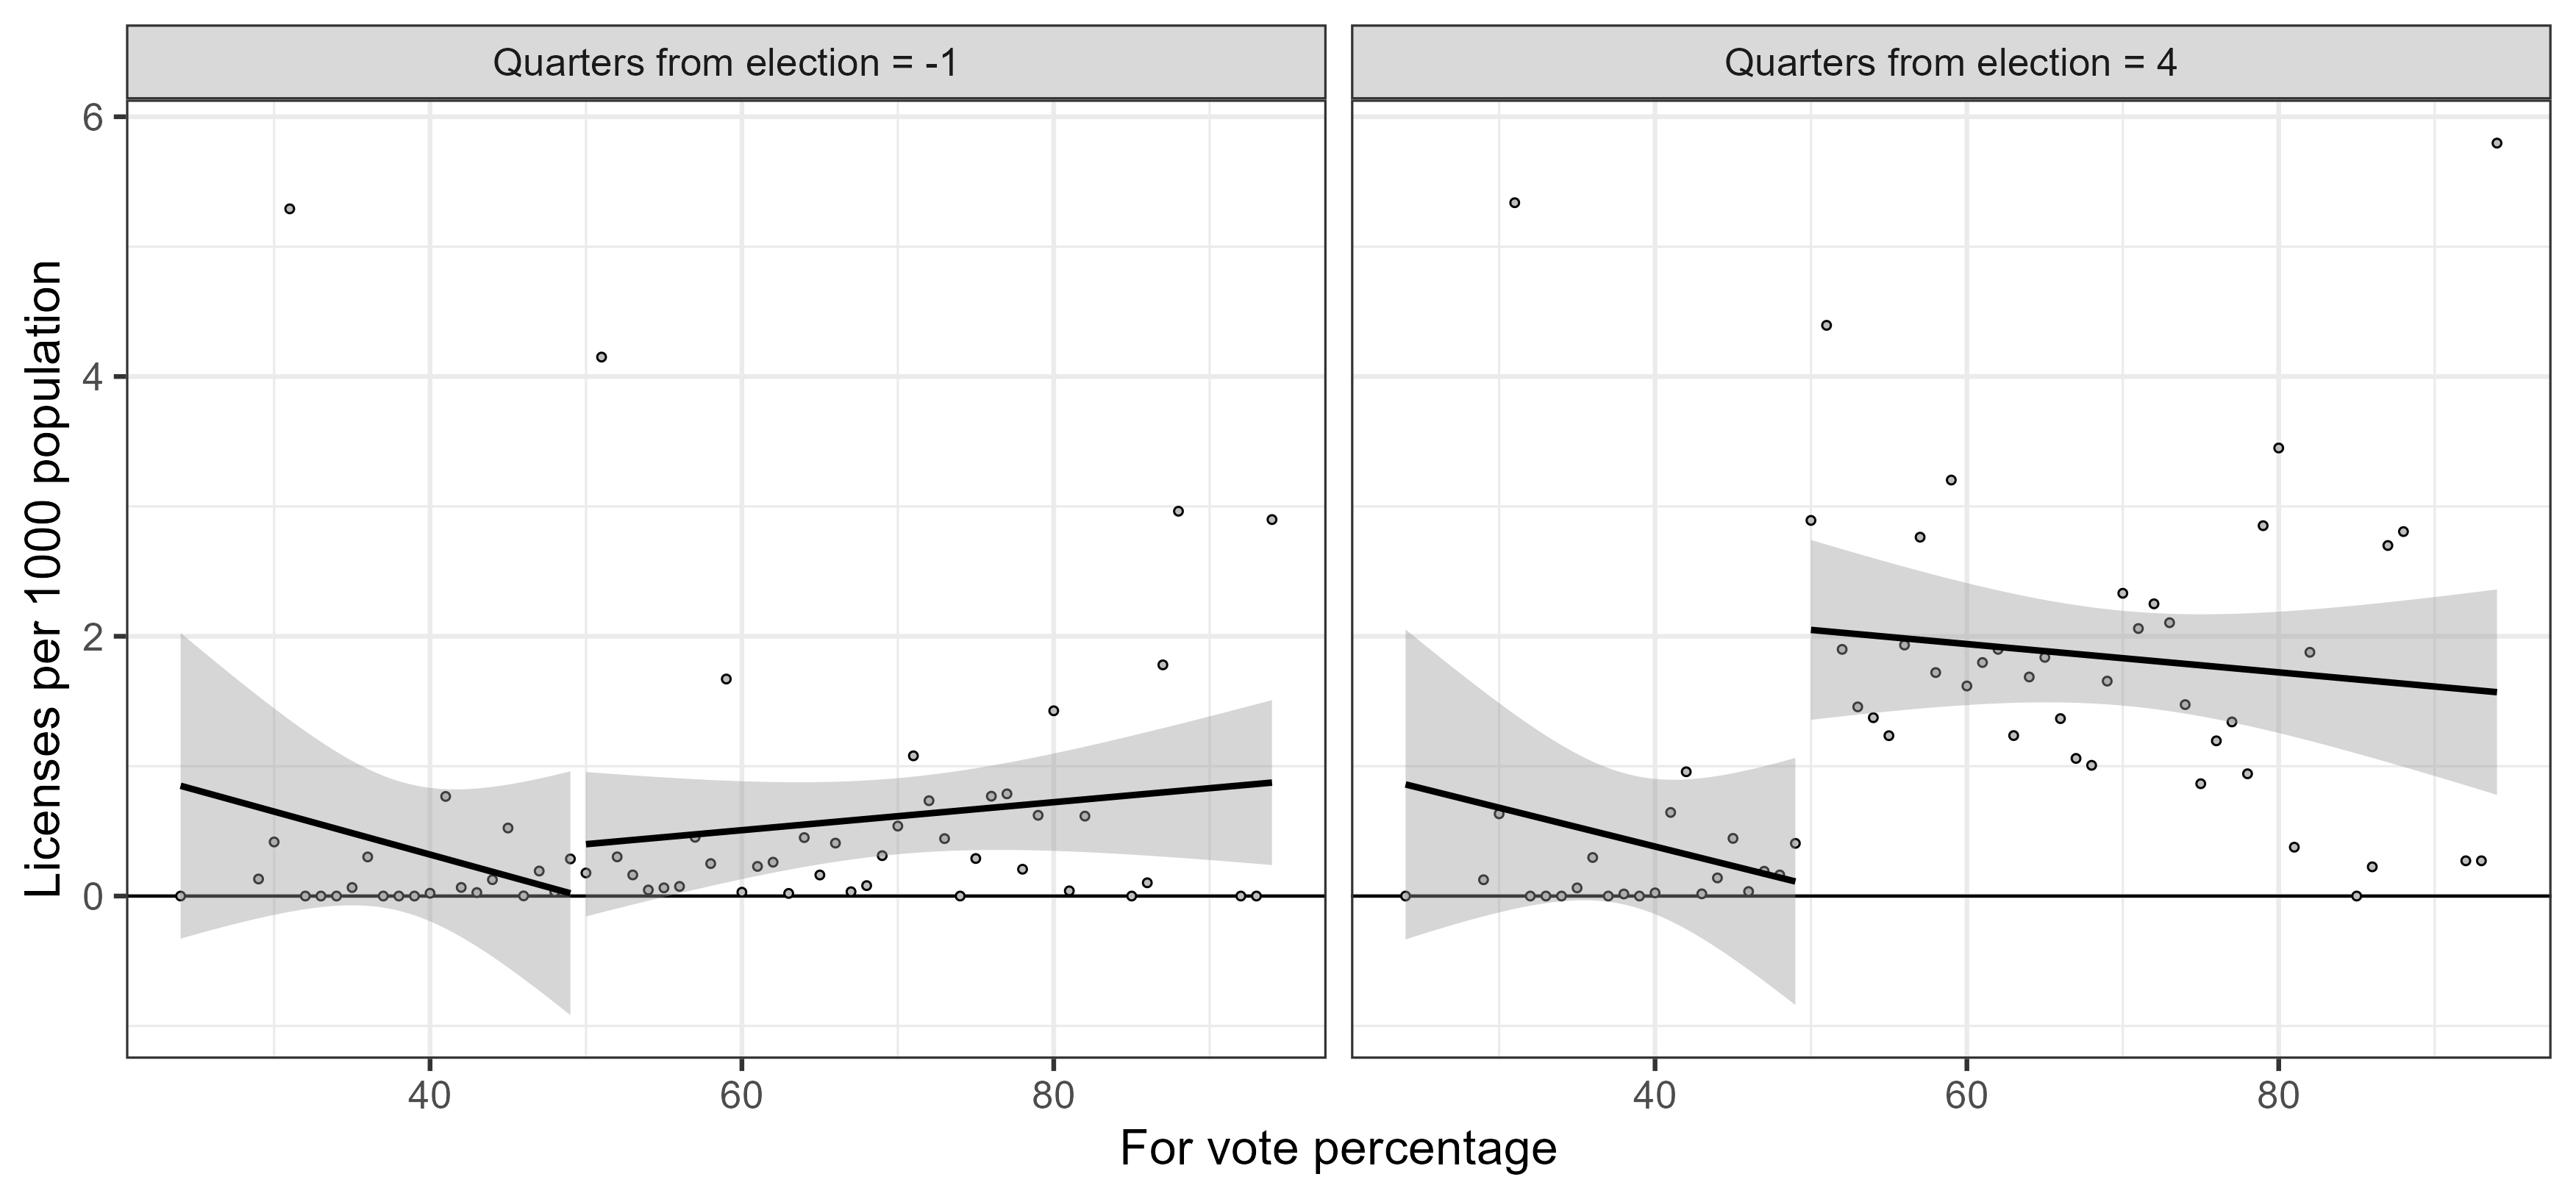 Quarters from election = -1
Quarters from election = 4
Licenses per 1000 population
6
4
2
0
40
60
80
40
60
80
For vote percentage